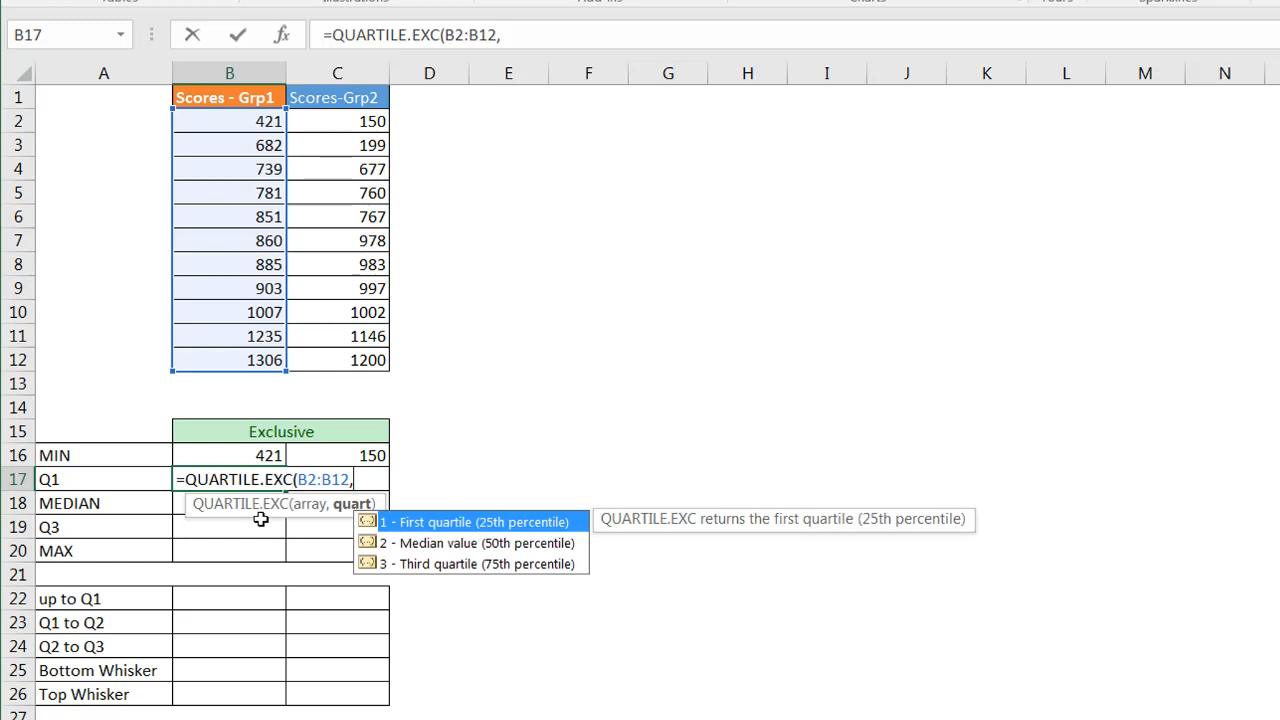 B17 =QUARTILE.EXC(B2:B12,
A B C D E F G H I J K L M N
1 Scores - Grp1 Scores-Grp2
2 421 150
3 682 199
4 739 677
5 781 760
6 851 767
7 860 978
8 885 983
9 903 997
10 1007 1002
11 1235 1146
12 1306 1200
13
14
15 Exclusive
16 MIN 421 150
17 Q1 =QUARTILE.EXC(B2:B12,
18 MEDIAN QUARTILE.EXC(array, quart)
19 Q3 1 - First quartile (25th percentile) QUARTILE.EXC returns the first quartile (25th percentile)
2 - Median value (50th percentile)
20 MAX 3 - Third quartile (75th percentile)
21
22 up to Q1
23 Q1 to Q2
24 Q2 to Q3
25 Bottom Whisker
26 Top Whisker
27